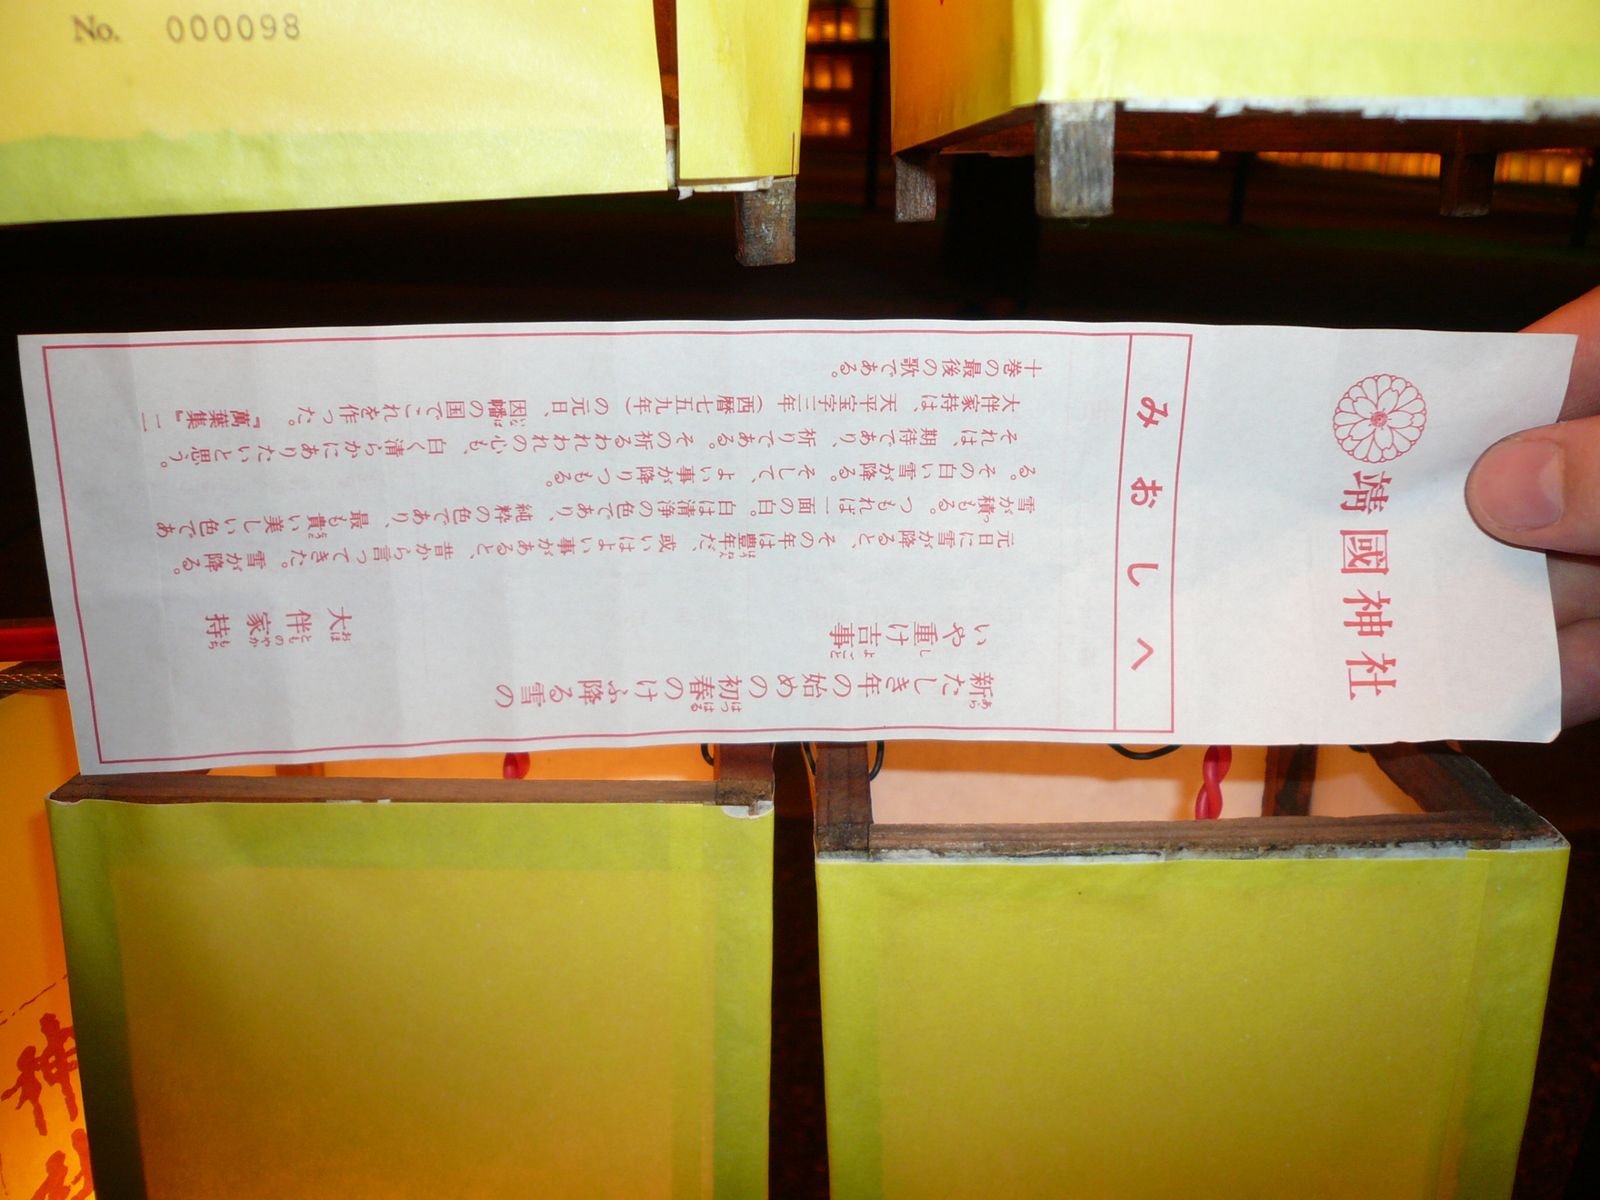 No. 000098
靖國神社
みおしへ
新たしき年の始めの初春のけふ降る雪の
いや重け吉事
大伴家持
元日に雪が降ると、その年は豊年だ、或いはよい事があると、昔から言ってきた。雪が降る。
雪が積もる。つもれば一面の白。白は清浄の色であり、純粋の色であり、最も貴い美しい色であ
る。その白い雪が降る。そして、よい事が降りつもる。
それは、期待であり、祈りである。その祈るわれわれの心も、白く清らかにありたいと思う。
大伴家持は、天平宝字三年（西暦七五九年）の元日、因幡の国でこれを作った。『萬葉集』二
十巻の最後の歌である。
神